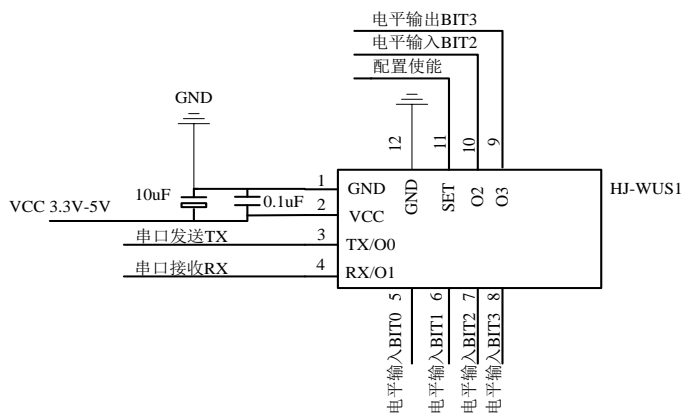 电平输出BIT3
电平输入BIT2
配置使能
GND
12
11
10
9
10uF
0.1uF
1
GND
GND
SET
O2
O3
HJ-WUS1
VCC 3.3V-5V
2
VCC
串口发送TX
3
TX/O0
串口接收RX
4
RX/O1
5
6
7
8
电平输入BIT0
电平输入BIT1
电平输入BIT2
电平输入BIT3